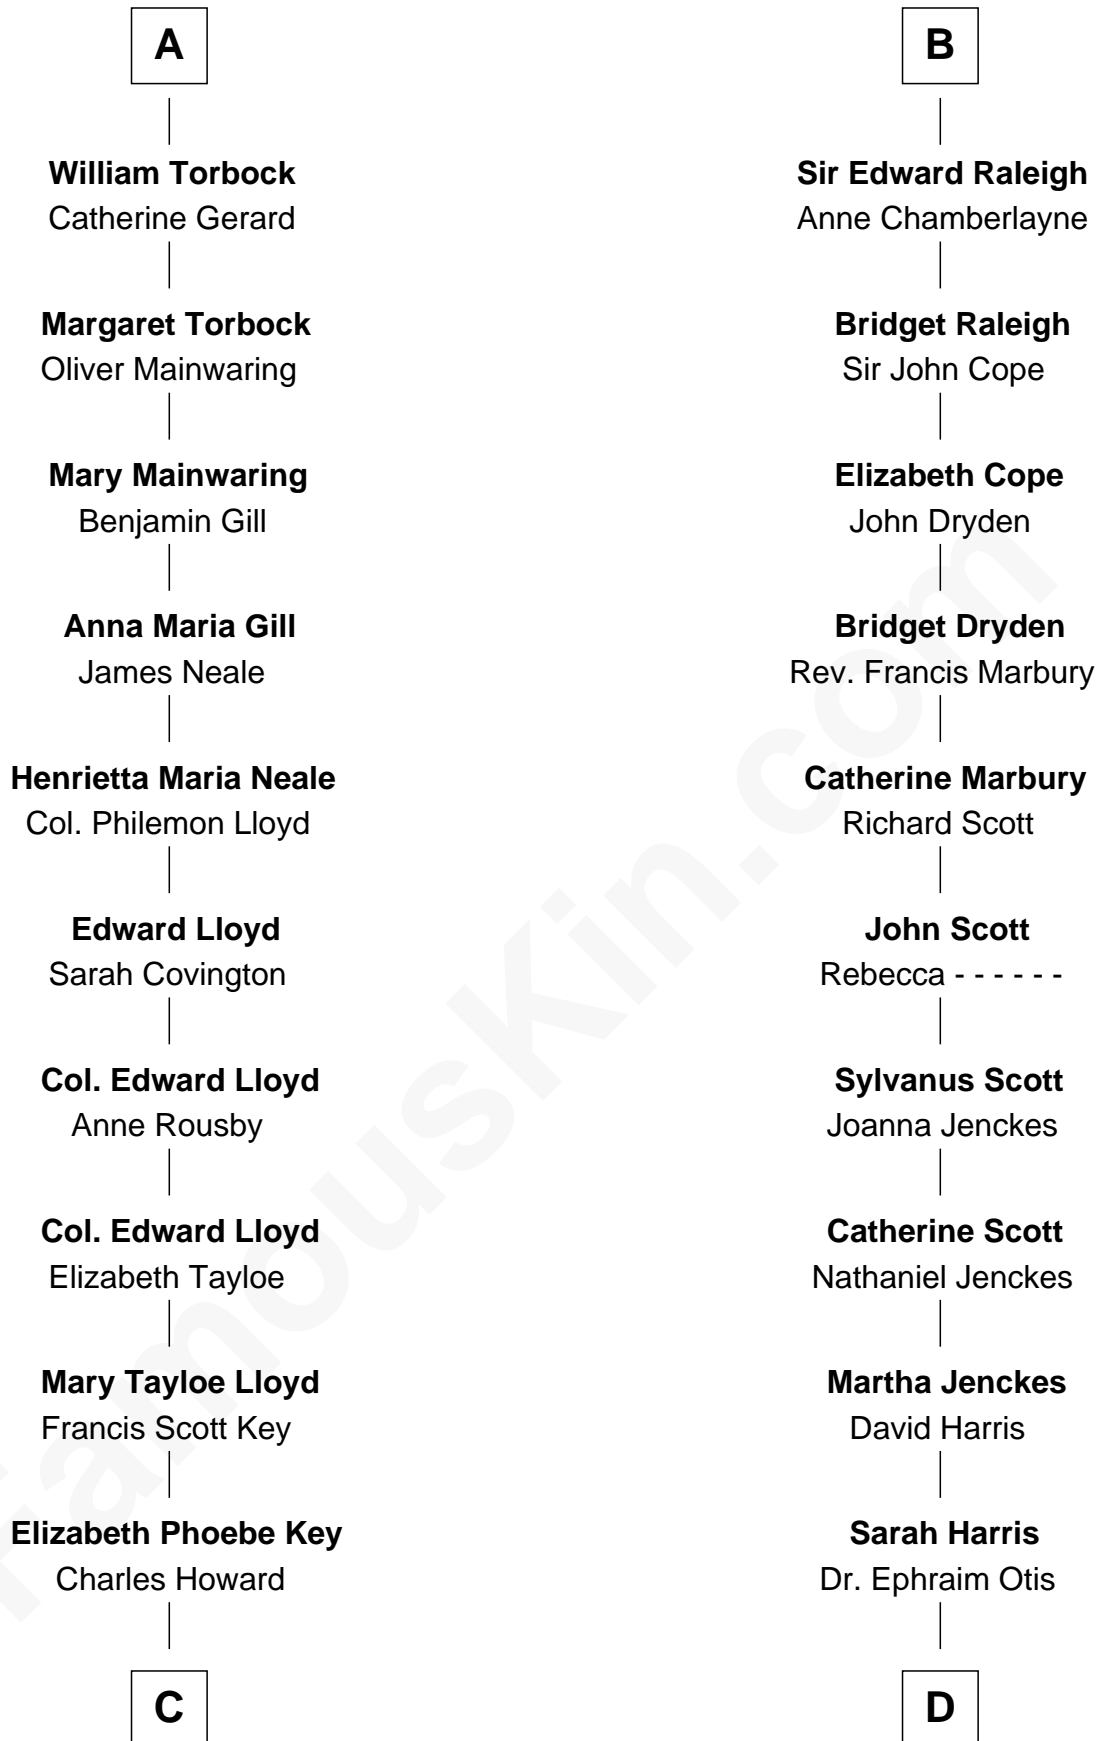 A
William Torbock
Catherine Gerard
Margaret Torbock
Oliver Mainwaring
Mary Mainwaring
Benjamin Gill
Anna Maria Gill
James Neale
Henrietta Maria Neale
Col. Philemon Lloyd
Edward Lloyd
Sarah Covington
Col. Edward Lloyd
Anne Rousby
Col. Edward Lloyd
Elizabeth Tayloe
Mary Tayloe Lloyd
Francis Scott Key
Elizabeth Phoebe Key
Charles Howard
C
B
Sir Edward Raleigh
Anne Chamberlayne
Bridget Raleigh
Sir John Cope
Elizabeth Cope
John Dryden
Bridget Dryden
Rev. Francis Marbury
Catherine Marbury
Richard Scott
John Scott
Rebecca - - - - - -
Sylvanus Scott
Joanna Jenckes
Catherine Scott
Nathaniel Jenckes
Martha Jenckes
David Harris
Sarah Harris
Dr. Ephraim Otis
D
FamousKin.com